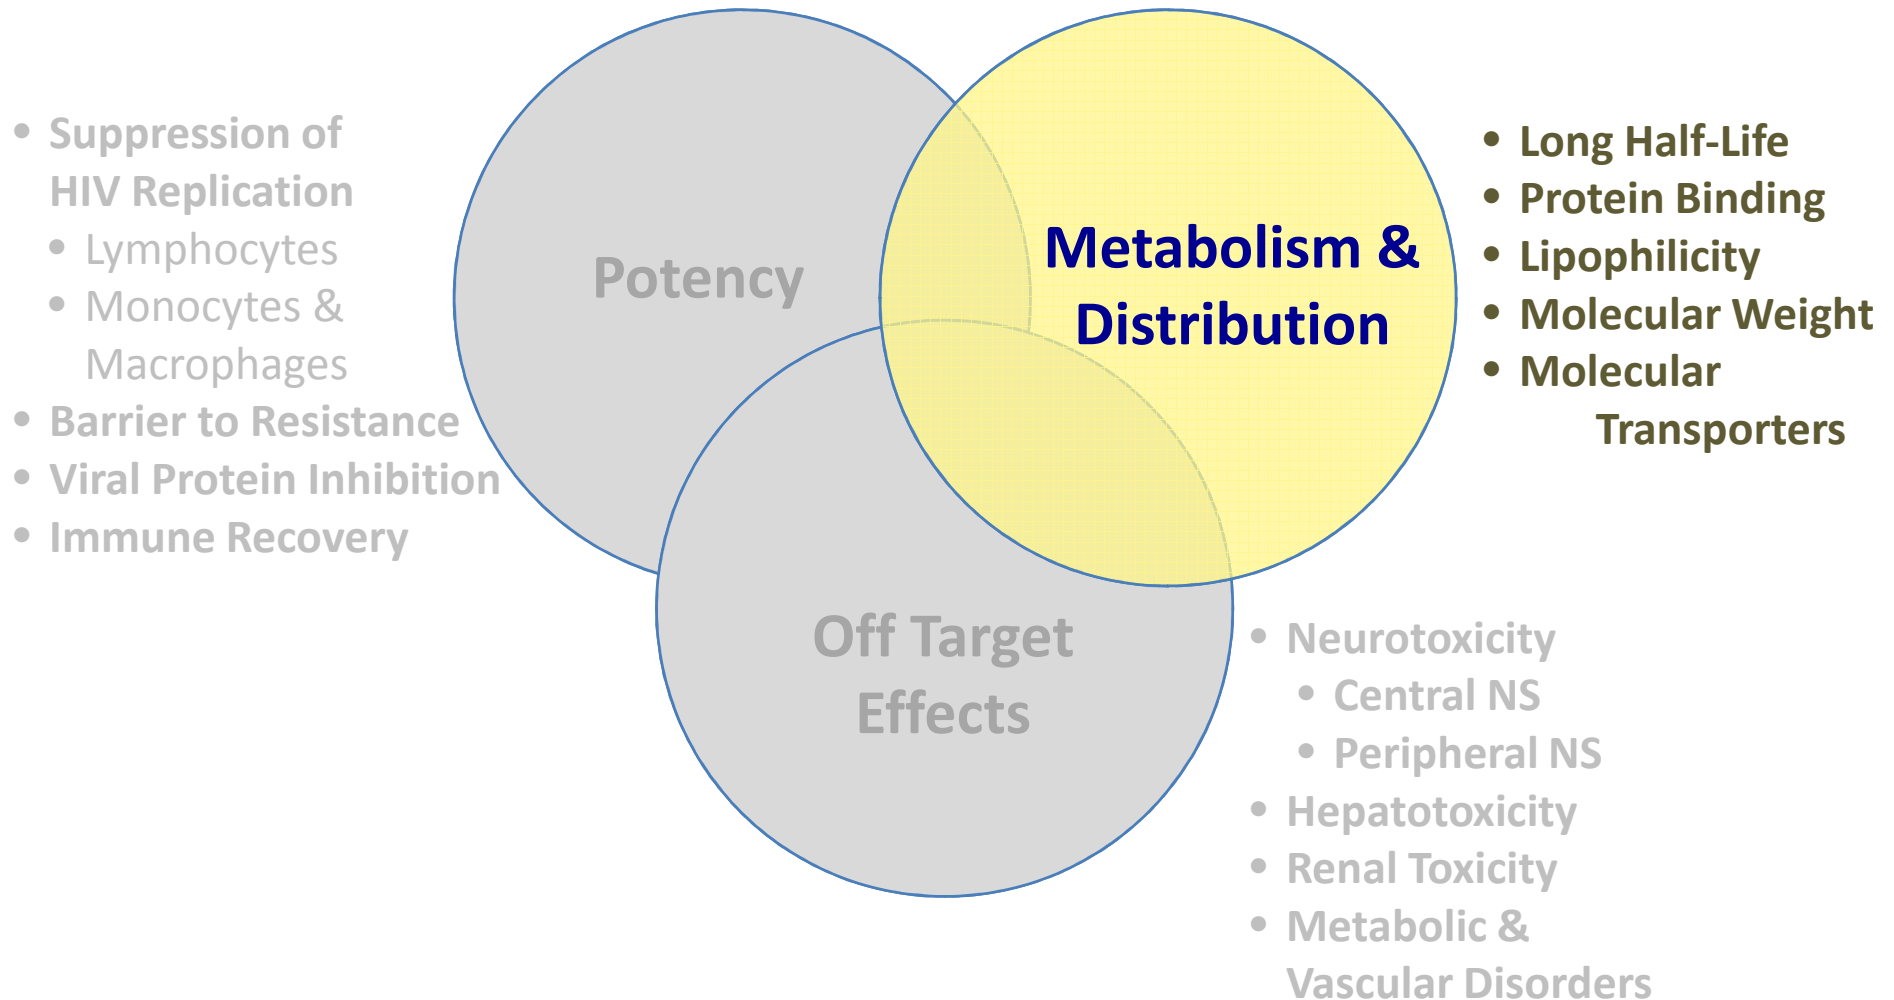 • Suppression of
HIV Replication
• Lymphocytes
• Monocytes &
Macrophages
• Barrier to Resistance
• Viral Protein Inhibition
• Immune Recovery
Potency
Metabolism &
Distribution
• Long Half-Life
• Protein Binding
• Lipophilicity
• Molecular Weight
• Molecular
Transporters
Off Target
Effects
• Neurotoxicity
• Central NS
• Peripheral NS
• Hepatotoxicity
• Renal Toxicity
• Metabolic &
Vascular Disorders